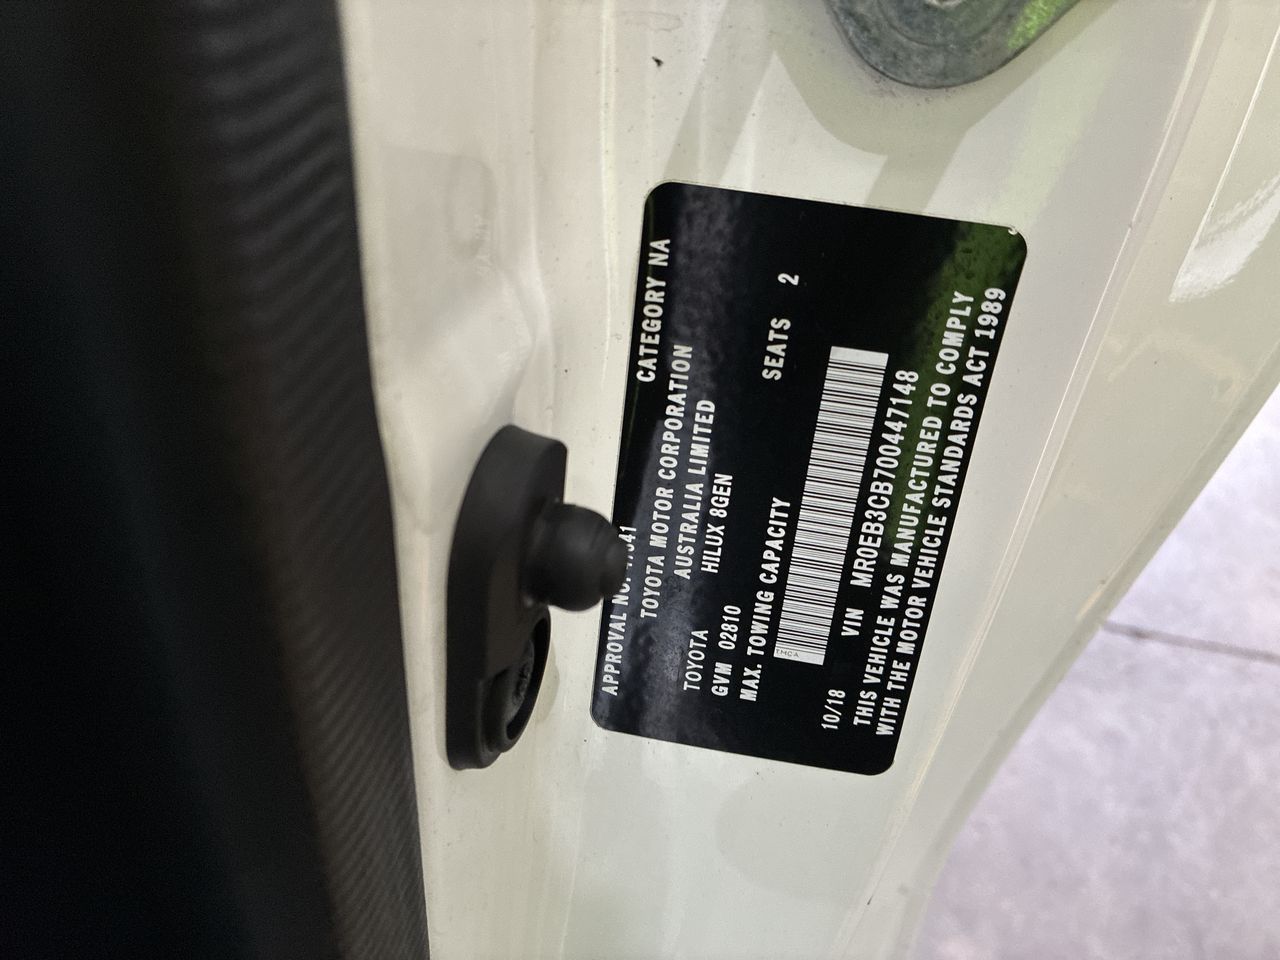 APPROVAL NO. CATEGORY NA
TOYOTA MOTOR CORPORATION
AUSTRALIA LIMITED
TOYOTA HILUX 8GEN
GVM 02810
MAX. TOWING CAPACITY SEATS 2
TMCA
10/18 VIN MR0EB3CB700447148
THIS VEHICLE WAS MANUFACTURED TO COMPLY
WITH THE MOTOR VEHICLE STANDARDS ACT 1989